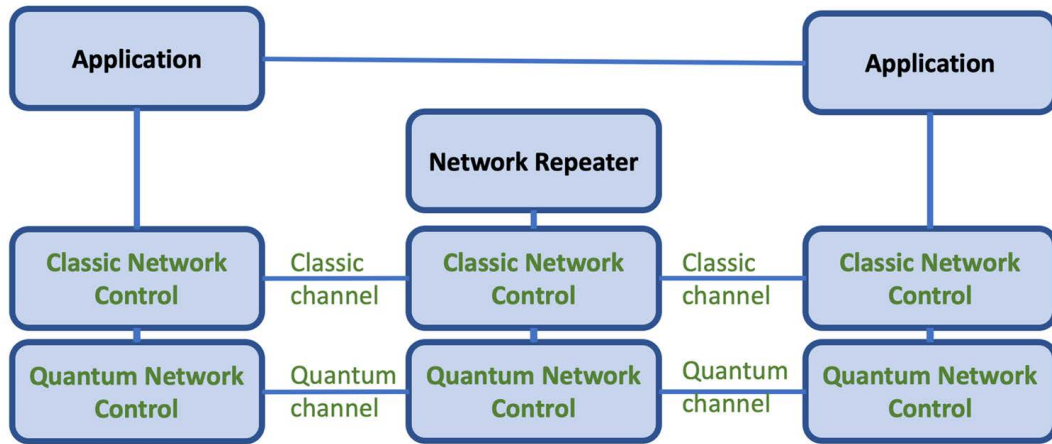 Application
Application
Network Repeater
Classic Network
Control
Classic
channel
Classic Network
Control
Classic
channel
Classic Network
Control
Quantum Network
Control
Quantum
channel
Quantum Network
Control
Quantum
channel
Quantum Network
Control